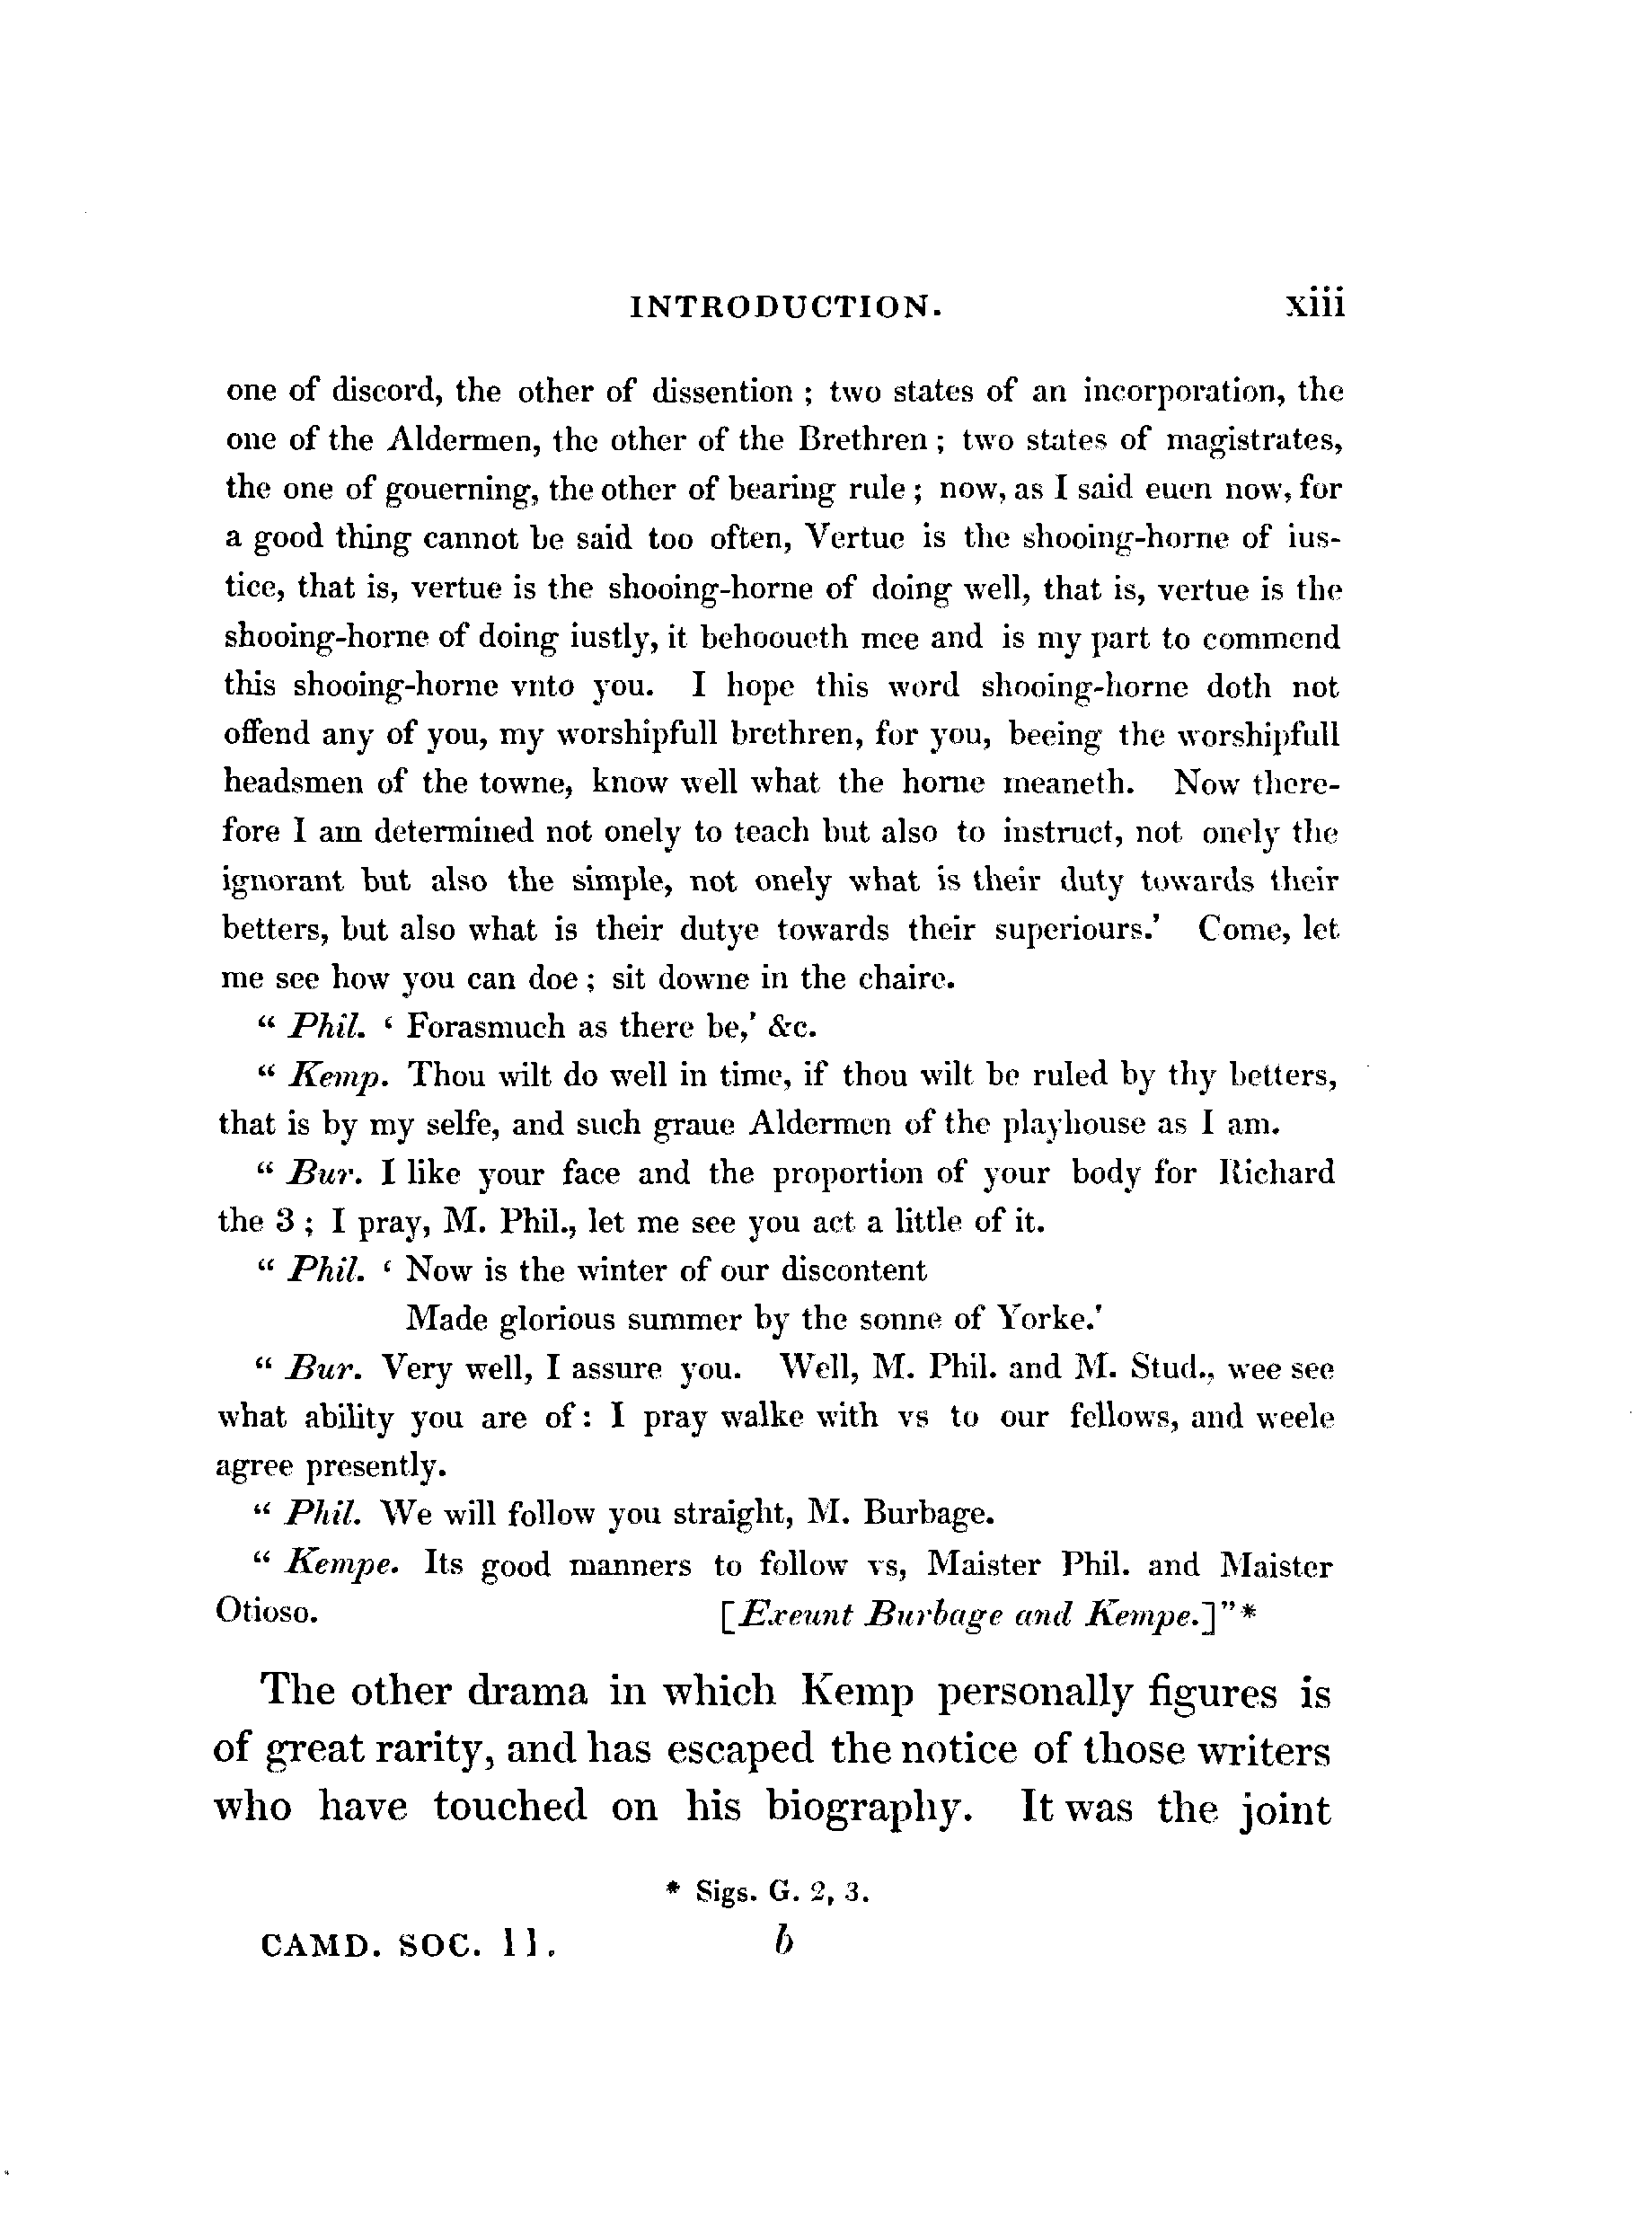 INTRODUCTION. xiii
one of discord, the other of dissention ; two states of an incorporation, the
one of the Aldermen, the other of the Brethren ; two states of magistrates,
the one of gouerning, the other of bearing rule ; now, as I said euen now, for
a good thing cannot be said too often, Vertue is the shooing-horne of ius-
tice, that is, vertue is the shooing-horne of doing well, that is, vertue is the
shooing-horne of doing iustly, it behooueth mee and is my part to commend
this shooing-horne vnto you. I hope this word shooing-horne doth not
offend any of you, my worshipfull brethren, for you, beeing the worshipfull
headsmen of the towne, know well what the horne meaneth. Now there-
fore I am determined not onely to teach but also to instruct, not onely the
ignorant but also the simple, not onely what is their duty towards their
betters, but also what is their dutye towards their superiours.' Come, let
me see how you can doe ; sit downe in the chaire.
“ Phil. ‘ Forasmuch as there be,’ &c.
“ Kemp. Thou wilt do well in time, if thou wilt be ruled by thy betters,
that is by my selfe, and such graue Aldermen of the playhouse as I am.
“ Bur. I like your face and the proportion of your body for Richard
the 3 ; I pray, M. Phil., let me see you act a little of it.
“ Phil. ‘ Now is the winter of our discontent
Made glorious summer by the sonne of Yorke.’
“ Bur. Very well, I assure you. Well, M. Phil. and M. Stud., wee see
what ability you are of : I pray walke with vs to our fellows, and weele
agree presently.
“ Phil. We will follow you straight, M. Burbage.
“ Kempe. Its good manners to follow vs, Maister Phil. and Maister
Otioso. [Exeunt Burbage and Kempe.]”*
The other drama in which Kemp personally figures is
of great rarity, and has escaped the notice of those writers
who have touched on his biography. It was the joint
* Sigs. G. 2, 3.
CAMD. SOC. 11. b